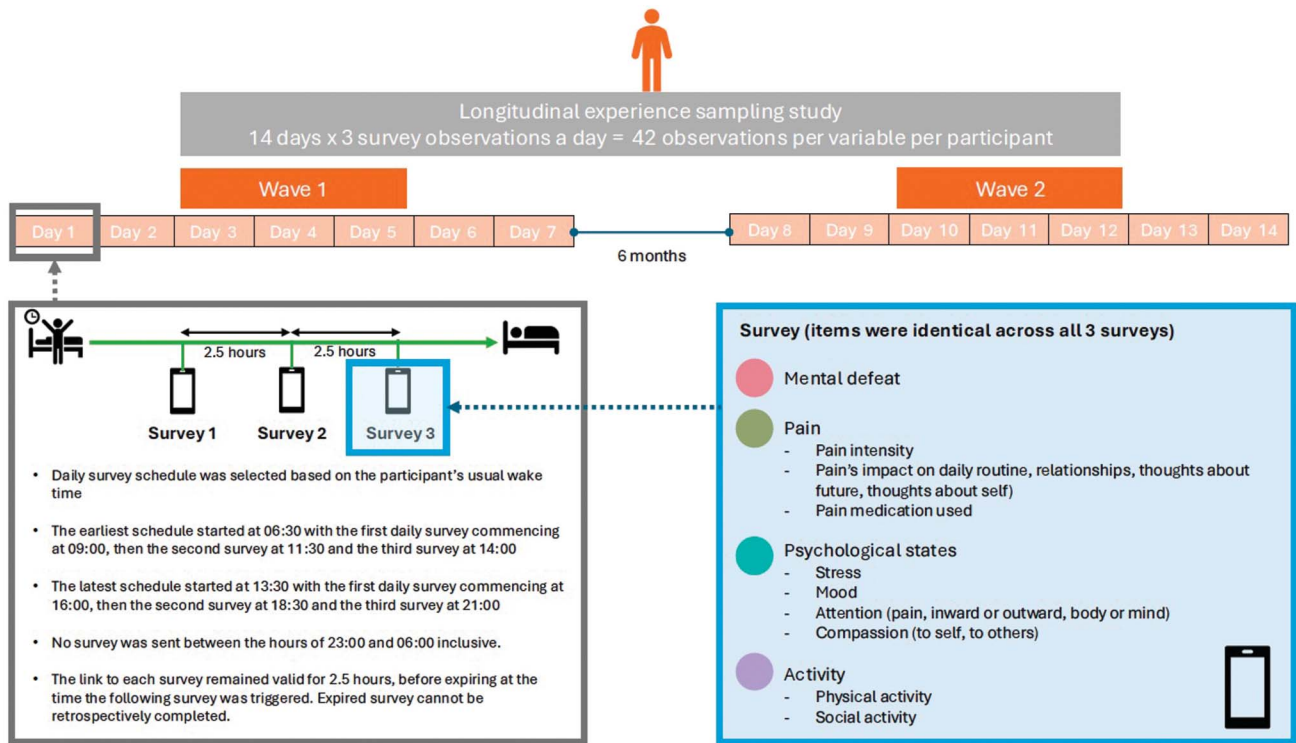 Longitudinal experience sampling study
14 days x 3 survey observations a day = 42 observations per variable per participant
Wave 1
Wave 2
Day 1 Day 2 Day 3 Day 4 Day 5 Day 6 Day 7
Day 8 Day 9 Day 10 Day 11 Day 12 Day 13 Day 14
6 months
2.5 hours 2.5 hours
Survey 1 Survey 2 Survey 3
• Daily survey schedule was selected based on the participant's usual wake
time
• The earliest schedule started at 06:30 with the first daily survey commencing
at 09:00, then the second survey at 11:30 and the third survey at 14:00
• The latest schedule started at 13:30 with the first daily survey commencing at
16:00, then the second survey at 18:30 and the third survey at 21:00
• No survey was sent between the hours of 23:00 and 06:00 inclusive.
• The link to each survey remained valid for 2.5 hours, before expiring at the
time the following survey was triggered. Expired survey cannot be
retrospectively completed.
Survey (items were identical across all 3 surveys)
Mental defeat
Pain
- Pain intensity
- Pain's impact on daily routine, relationships, thoughts about
future, thoughts about self)
- Pain medication used
Psychological states
- Stress
- Mood
- Attention (pain, inward or outward, body or mind)
- Compassion (to self, to others)
Activity
- Physical activity
- Social activity